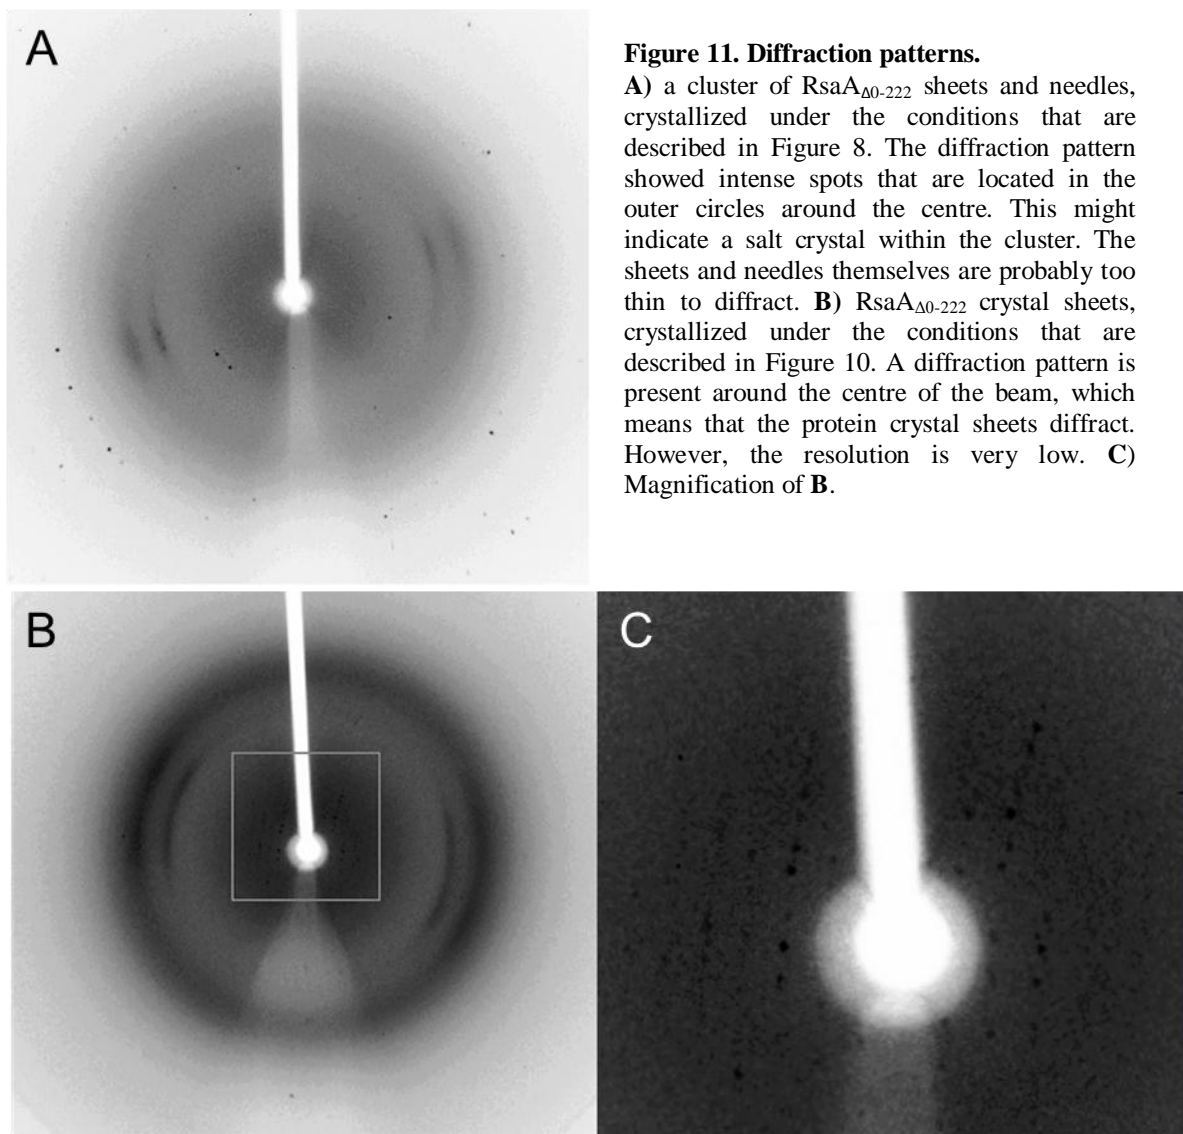 A
Figure 11. Diffraction patterns.
A) a cluster of RsaAΔ0-222 sheets and needles,
crystallized under the conditions that are
described in Figure 8. The diffraction pattern
showed intense spots that are located in the
outer circles around the centre. This might
indicate a salt crystal within the cluster. The
sheets and needles themselves are probably too
thin to diffract. B) RsaAΔ0-222 crystal sheets,
crystallized under the conditions that are
described in Figure 10. A diffraction pattern is
present around the centre of the beam, which
means that the protein crystal sheets diffract.
However, the resolution is very low. C)
Magnification of B.
B
C